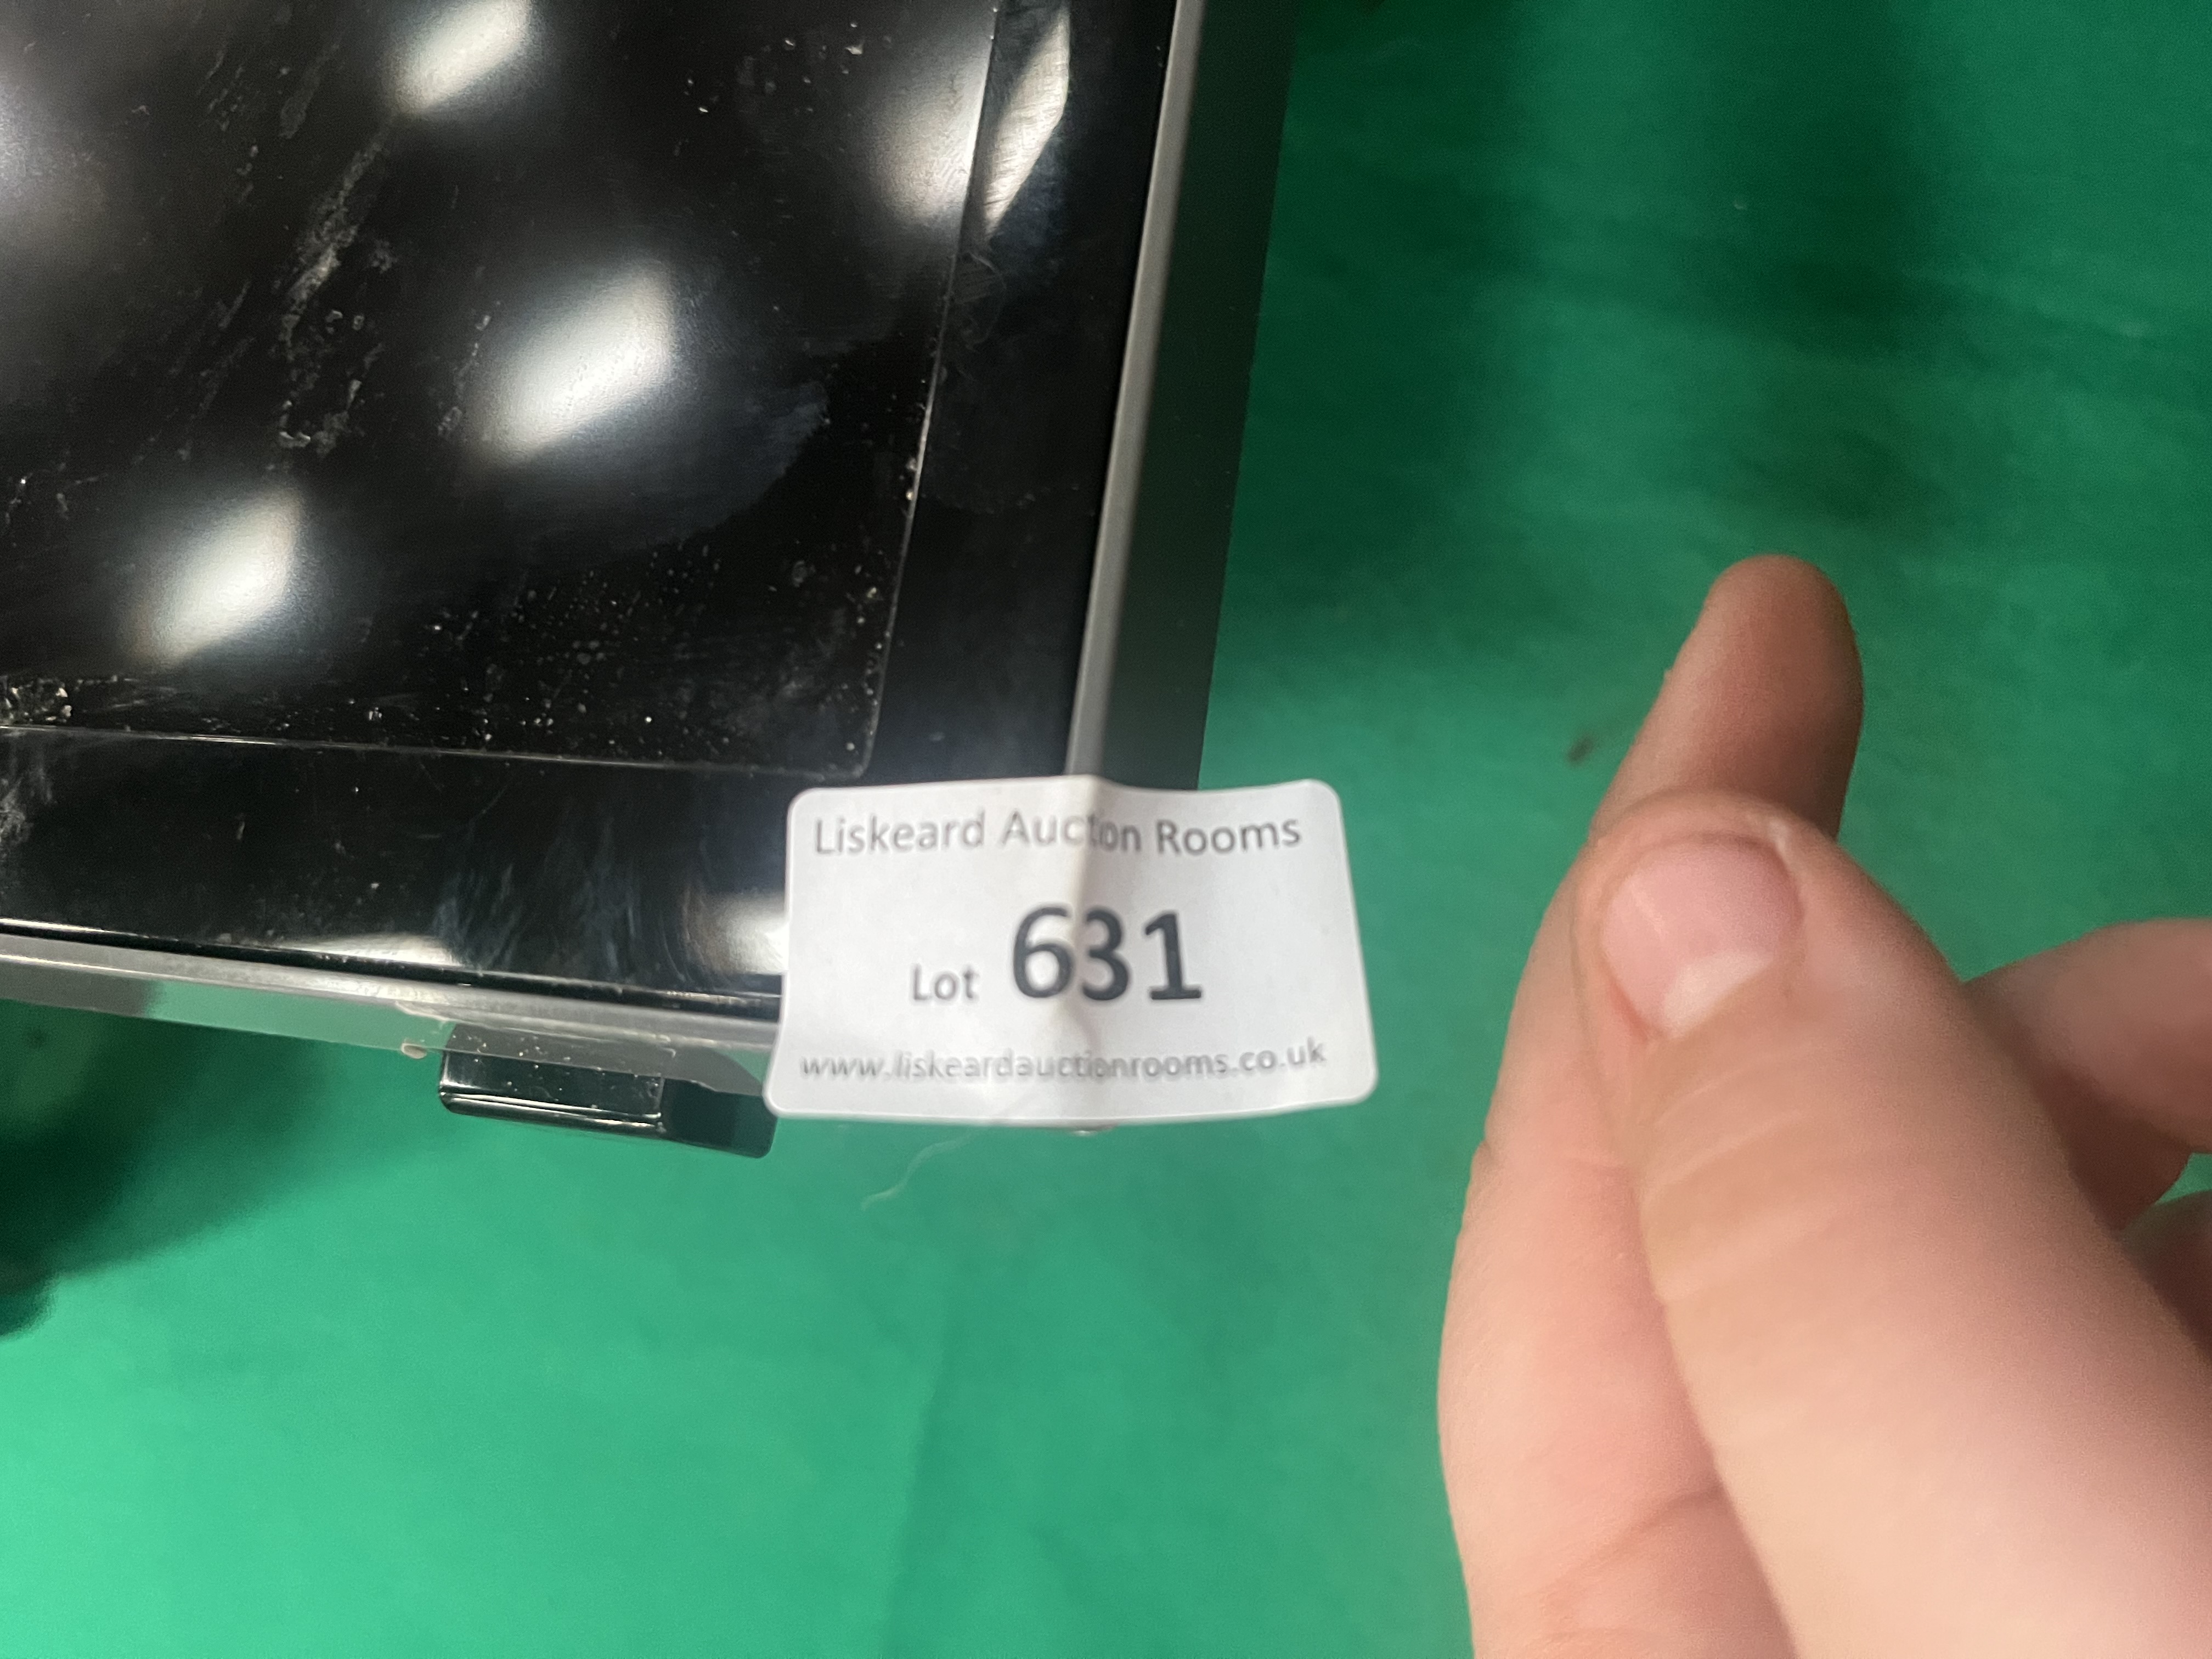 Liskeard Auction Rooms
Lot 631
www.liskeardauctionrooms.co.uk